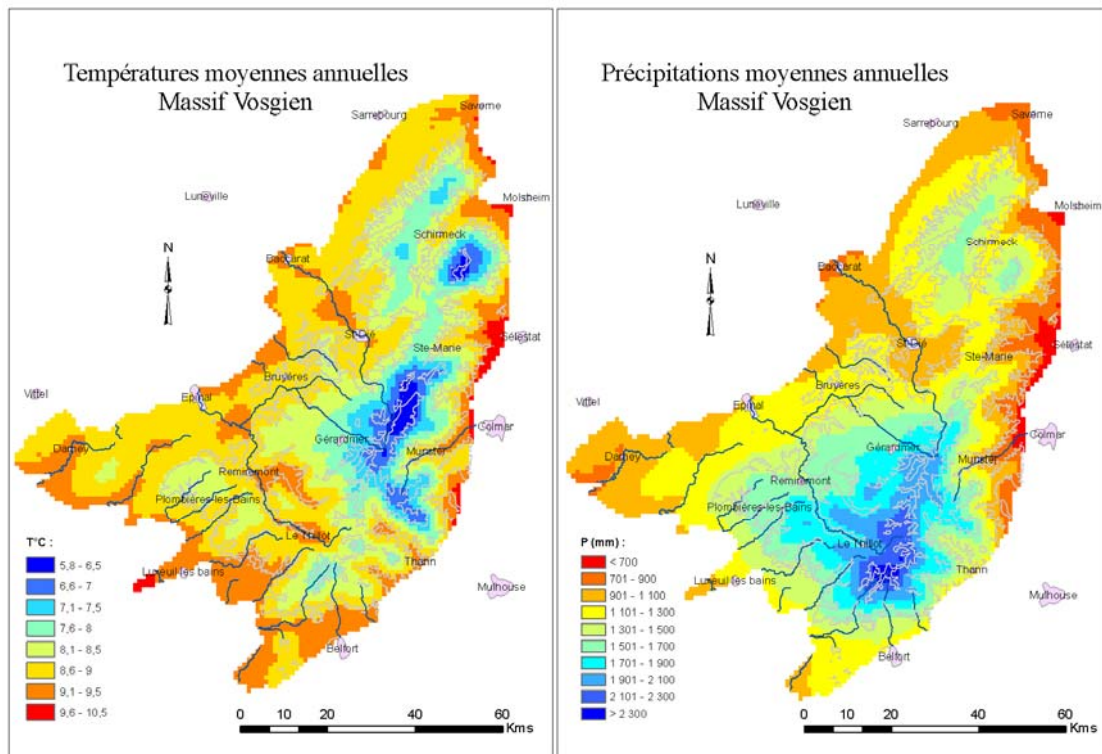 Températures moyennes annuelles
Massif Vosgien
Sarrebourg
Saverne
Luneville
Molsheim
N
Schirmeck
Baccarat
St-Dié
Sélestat
Ste-Marie
Bruyères
Vittel
Epinal
Colmar
Gérardmer
Munster
Darney
Remiremont
Plombières-les-Bains
Le Thillot
Thann
Luxeuil les bains
Mulhouse
Belfort
T°C :
5,8 - 6,5
6,6 - 7
7,1 - 7,5
7,6 - 8
8,1 - 8,5
8,6 - 9
9,1 - 9,5
9,6 - 10,5
0 10 20 40 60
Kms
Précipitations moyennes annuelles
Massif Vosgien
Sarrebourg
Saverne
Luneville
Molsheim
N
Schirmeck
Baccarat
St-Dié
Sélestat
Ste-Marie
Bruyères
Vittel
Epinal
Colmar
Gérardmer
Munster
Darney
Remiremont
Plombières-les-Bains
Le Thillot
Thann
Luxeuil les bains
Mulhouse
Belfort
P (mm) :
< 700
701 - 900
901 - 1 100
1 101 - 1 300
1 301 - 1 500
1 501 - 1 700
1 701 - 1 900
1 901 - 2 100
2 101 - 2 300
> 2 300
0 10 20 40 60
Kms